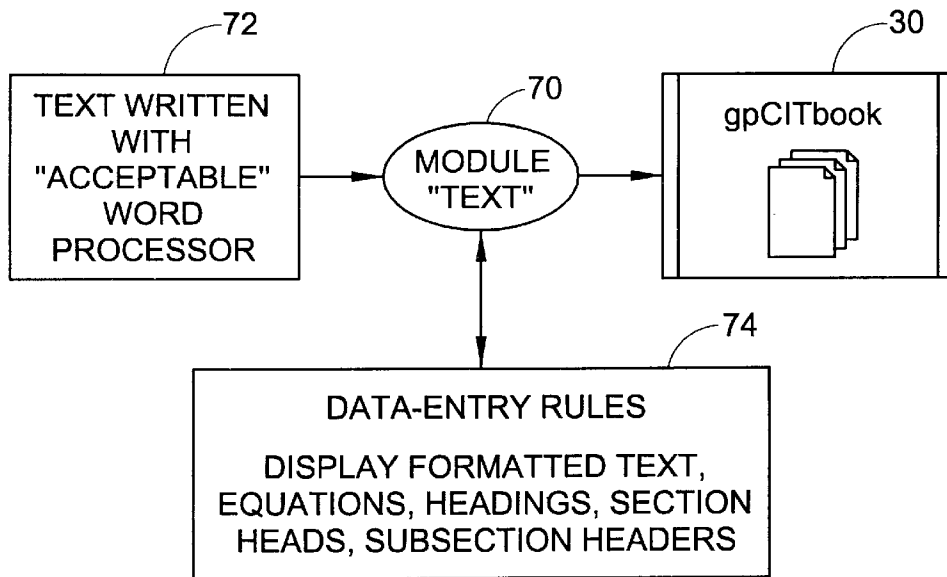 72
TEXT WRITTEN
WITH
"ACCEPTABLE"
WORD
PROCESSOR
70
MODULE
"TEXT"
30
gpCITbook
74
DATA-ENTRY RULES
DISPLAY FORMATTED TEXT,
EQUATIONS, HEADINGS, SECTION
HEADS, SUBSECTION HEADERS